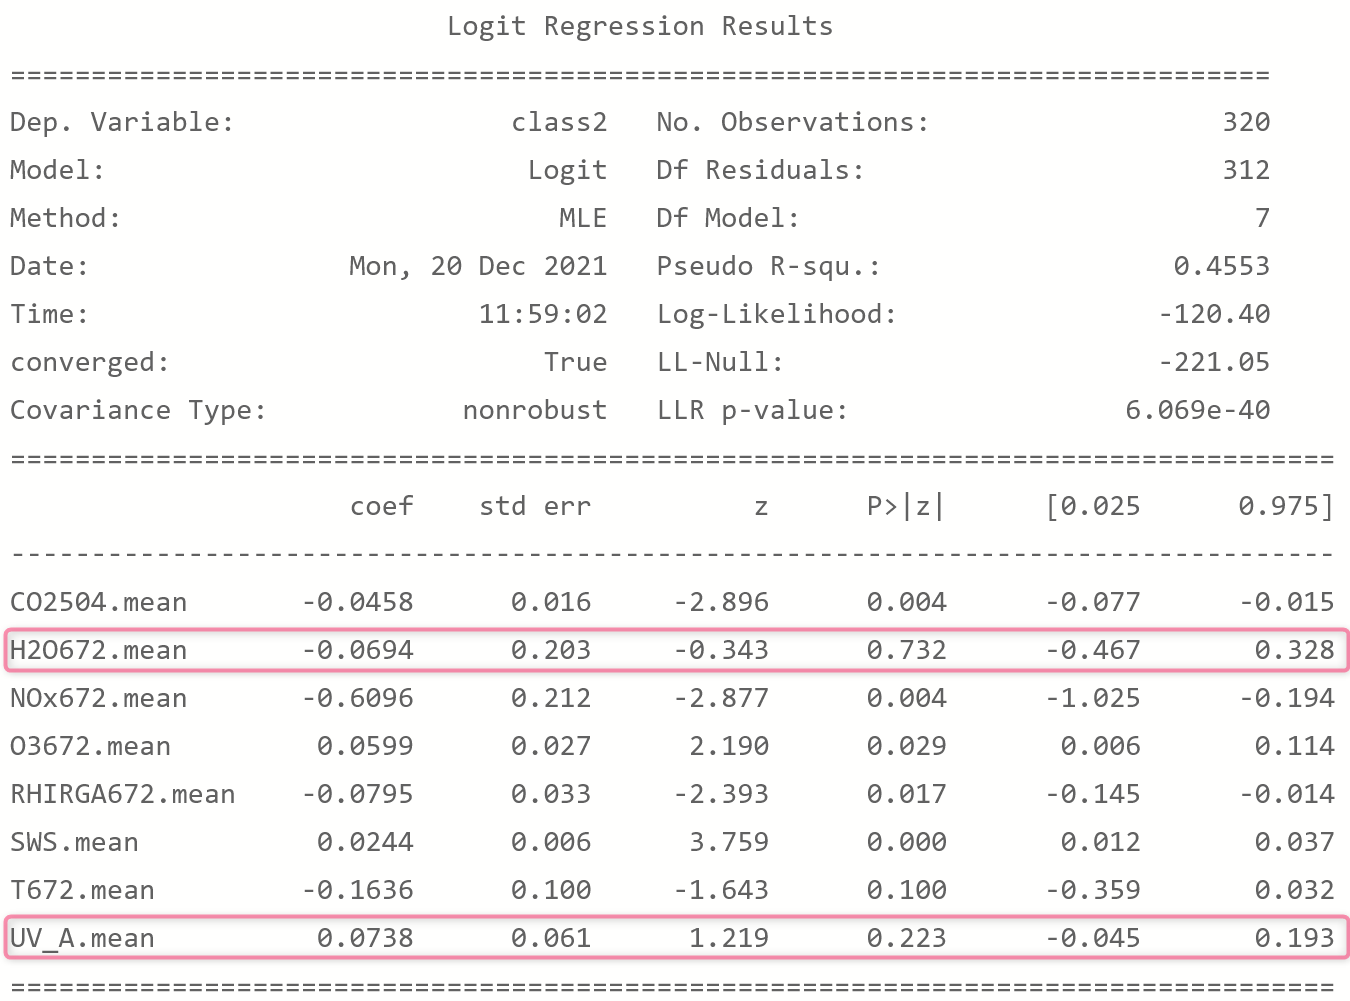 Logit Regression Results
==============================================================================
Dep. Variable: class2 No. Observations: 320
Model: Logit Df Residuals: 312
Method: MLE Df Model: 7
Date: Mon, 20 Dec 2021 Pseudo R-squ.: 0.4553
Time: 11:59:02 Log-Likelihood: -120.40
converged: True LL-Null: -221.05
Covariance Type: nonrobust LLR p-value: 6.069e-40
==================================================================================
coef std err z P>|z| [0.025 0.975]
----------------------------------------------------------------------------------
CO2504.mean -0.0458 0.016 -2.896 0.004 -0.077 -0.015
H2O672.mean -0.0694 0.203 -0.343 0.732 -0.467 0.328
NOx672.mean -0.6096 0.212 -2.877 0.004 -1.025 -0.194
O3672.mean 0.0599 0.027 2.190 0.029 0.006 0.114
RHIRGA672.mean -0.0795 0.033 -2.393 0.017 -0.145 -0.014
SWS.mean 0.0244 0.006 3.759 0.000 0.012 0.037
T672.mean -0.1636 0.100 -1.643 0.100 -0.359 0.032
UV_A.mean 0.0738 0.061 1.219 0.223 -0.045 0.193
==================================================================================